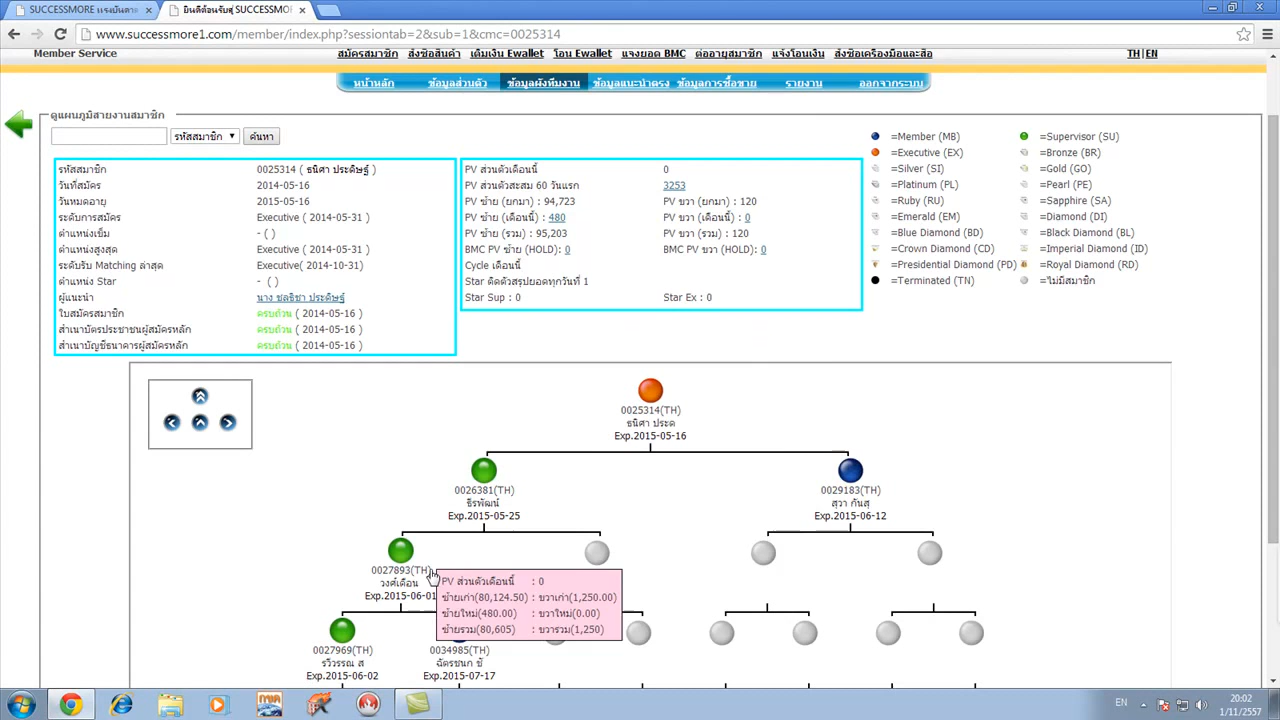 SUCCESSMORE แรงบันดาล
ยินดีต้อนรับสู่ SUCCESSMO
www.successmore1.com/member/index.php?sessiontab=2&sub=1&cmc=0025314
Member Service
สมัครสมาชิก สั่งซื้อสินค้า เติมเงิน Ewallet โอน Ewallet แจงยอด BMC ต่ออายุสมาชิก แจ้งโอนเงิน สั่งซื้อเครื่องมือและสื่อ
TH|EN
หน้าหลัก ข้อมูลส่วนตัว ข้อมูลผังทีมงาน ข้อมูลแนะนำตรง ข้อมูลการซื้อขาย รายงาน ออกจากระบบ
ดูแผนภูมิสายงานสมาชิก
รหัสสมาชิก ค้นหา
รหัสสมาชิก 0025314 ( ธนิศา ประดิษฐ์ )
วันที่สมัคร 2014-05-16
วันหมดอายุ 2015-05-16
ระดับการสมัคร Executive ( 2014-05-31 )
ตำแหน่งเข็ม - ( )
ตำแหน่งสูงสุด Executive ( 2014-05-31 )
ระดับรับ Matching ล่าสุด Executive( 2014-10-31)
ตำแหน่ง Star - ( )
ผู้แนะนำ นาง ชลธิชา ประดิษฐ์
ใบสมัครสมาชิก ครบถ้วน ( 2014-05-16 )
สำเนาบัตรประชาชนผู้สมัครหลัก ครบถ้วน ( 2014-05-16 )
สำเนาบัญชีธนาคารผู้สมัครหลัก ครบถ้วน ( 2014-05-16 )
PV ส่วนตัวเดือนนี้ 0
PV ส่วนตัวสะสม 60 วันแรก 3253
PV ซ้าย (ยกมา) : 94,723 PV ขวา (ยกมา) : 120
PV ซ้าย (เดือนนี้) : 480 PV ขวา (เดือนนี้) : 0
PV ซ้าย (รวม) : 95,203 PV ขวา (รวม) : 120
BMC PV ซ้าย (HOLD): 0 BMC PV ขวา (HOLD): 0
Cycle เดือนนี้
Star ติดตัวสรุปยอดทุกวันที่ 1
Star Sup : 0 Star Ex : 0
=Member (MB) =Supervisor (SU)
=Executive (EX) =Bronze (BR)
=Silver (SI) =Gold (GO)
=Platinum (PL) =Pearl (PE)
=Ruby (RU) =Sapphire (SA)
=Emerald (EM) =Diamond (DI)
=Blue Diamond (BD) =Black Diamond (BL)
=Crown Diamond (CD) =Imperial Diamond (ID)
=Presidential Diamond (PD) =Royal Diamond (RD)
=Terminated (TN) =ไม่มีสมาชิก
0025314(TH)
ธนิศา ประด
Exp.2015-05-16
0026381(TH) 0029183(TH)
ธีรพัฒน์ สุวา กันสุ
Exp.2015-05-25 Exp.2015-06-12
0027893(TH)
วงศ์เดือน
Exp.2015-06-01
PV ส่วนตัวเดือนนี้ : 0
ซ้ายเก่า(80,124.50) : ขวาเก่า(1,250.00)
ซ้ายใหม่(480.00) : ขวาใหม่(0.00)
ซ้ายรวม(80,605) : ขวารวม(1,250)
0027969(TH) 0034985(TH)
รวิวรรณ ส ฉัตรชนก ชั
Exp.2015-06-02 Exp.2015-07-17
EN
20:02
1/11/2557